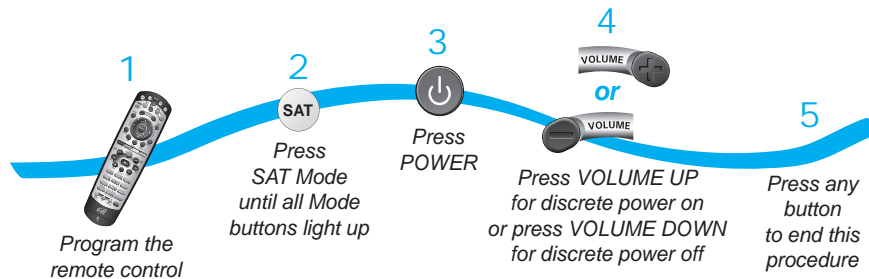 1
Program the
remote control
2
SAT
Press
SAT Mode
until all Mode
buttons light up
3
Press
POWER
4
VOLUME
or
VOLUME
Press VOLUME UP
for discrete power on
or press VOLUME DOWN
for discrete power off
5
Press any
button
to end this
procedure